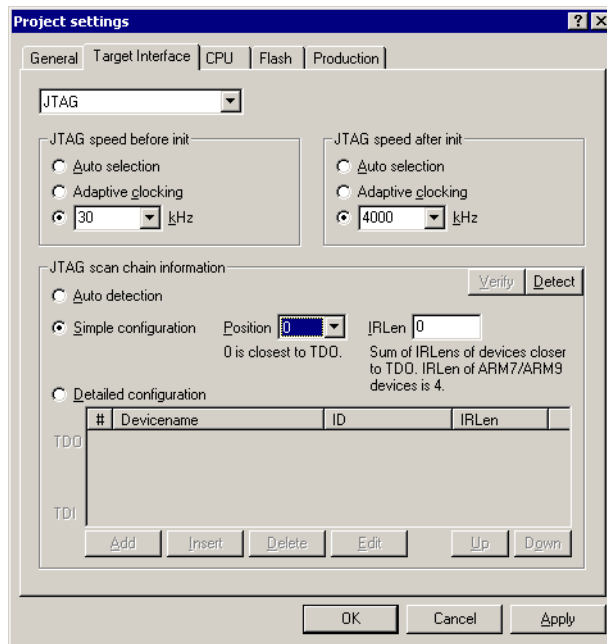 Project settings
General Target Interface CPU Flash Production
JTAG
JTAG speed before init
Auto selection
Adaptive clocking
30 kHz
JTAG speed after init
Auto selection
Adaptive clocking
4000 kHz
JTAG scan chain information
Verify Detect
Auto detection
Simple configuration Position 0 IRLen 0
0 is closest to TDO.
Sum of IRLens of devices closer
to TDO. IRLen of ARM7/ARM9
devices is 4.
Detailed configuration
# Devicename ID IRLen
TDO
TDI
Add Insert Delete Edit Up Down
OK Cancel Apply